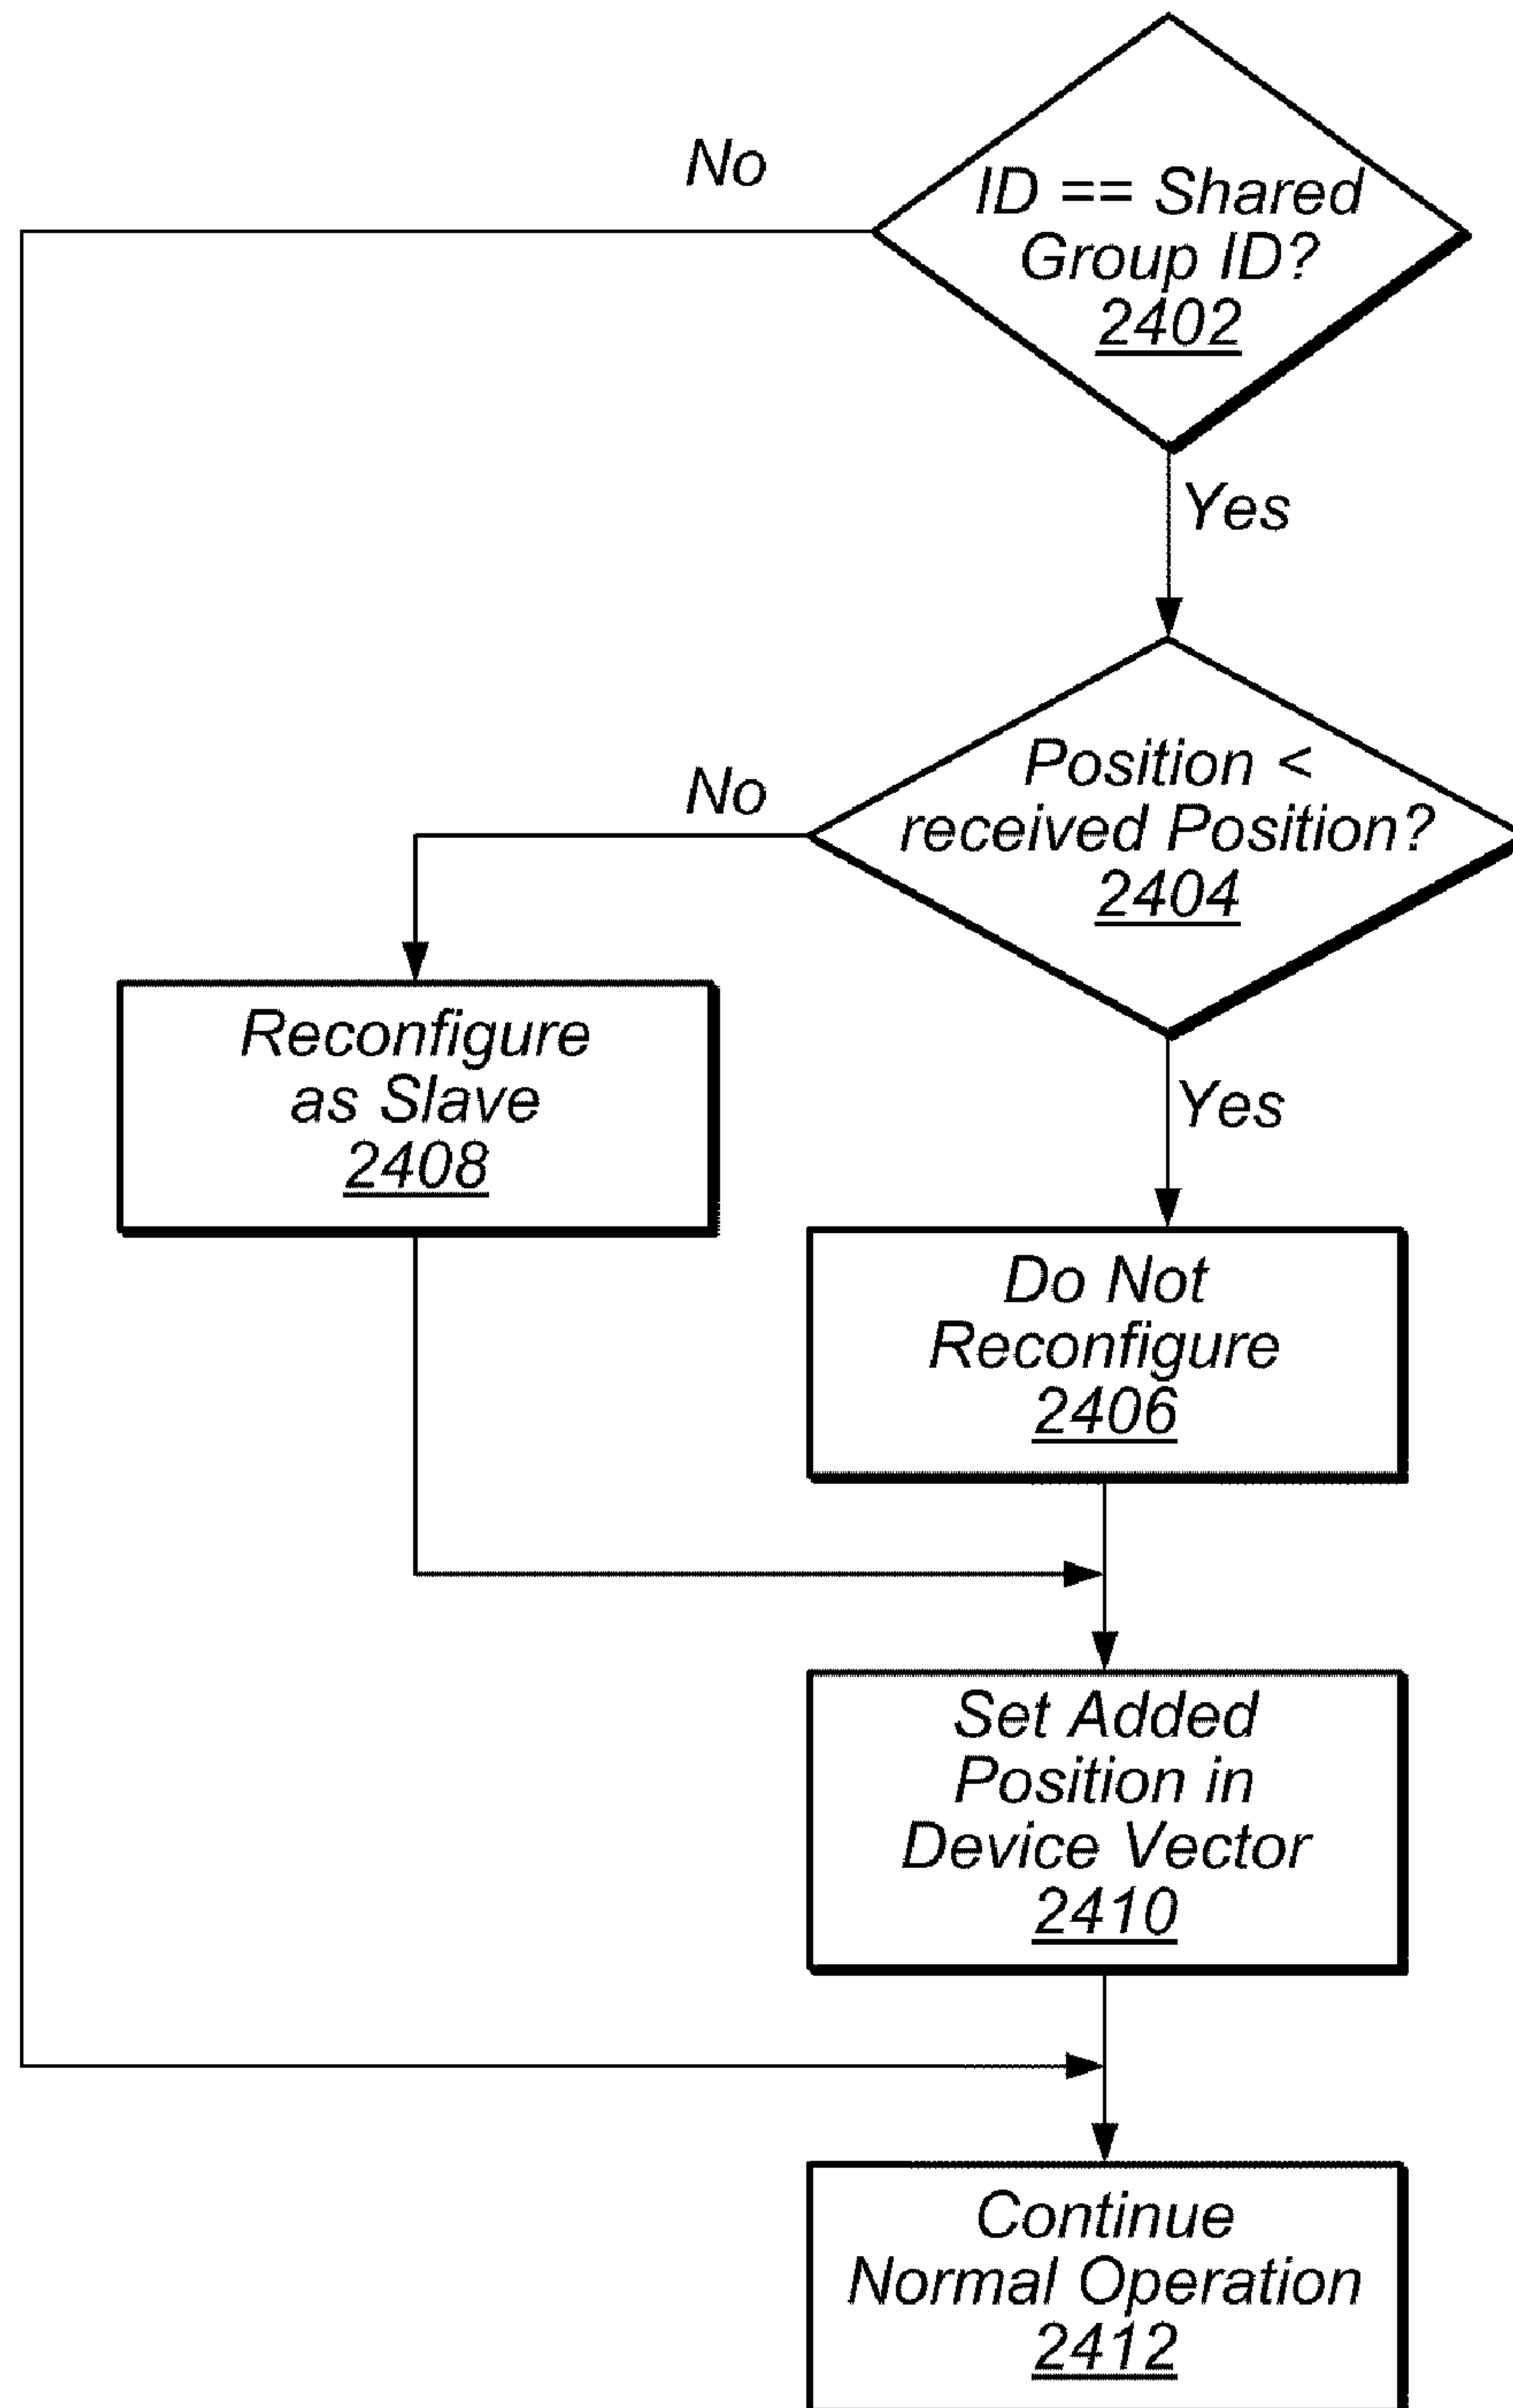 No
ID == Shared
Group ID?
2402
Yes
No
Position <
received Position?
2404
Reconfigure
as Slave
2408
Yes
Do Not
Reconfigure
2406
Set Added
Position in
Device Vector
2410
Continue
Normal Operation
2412